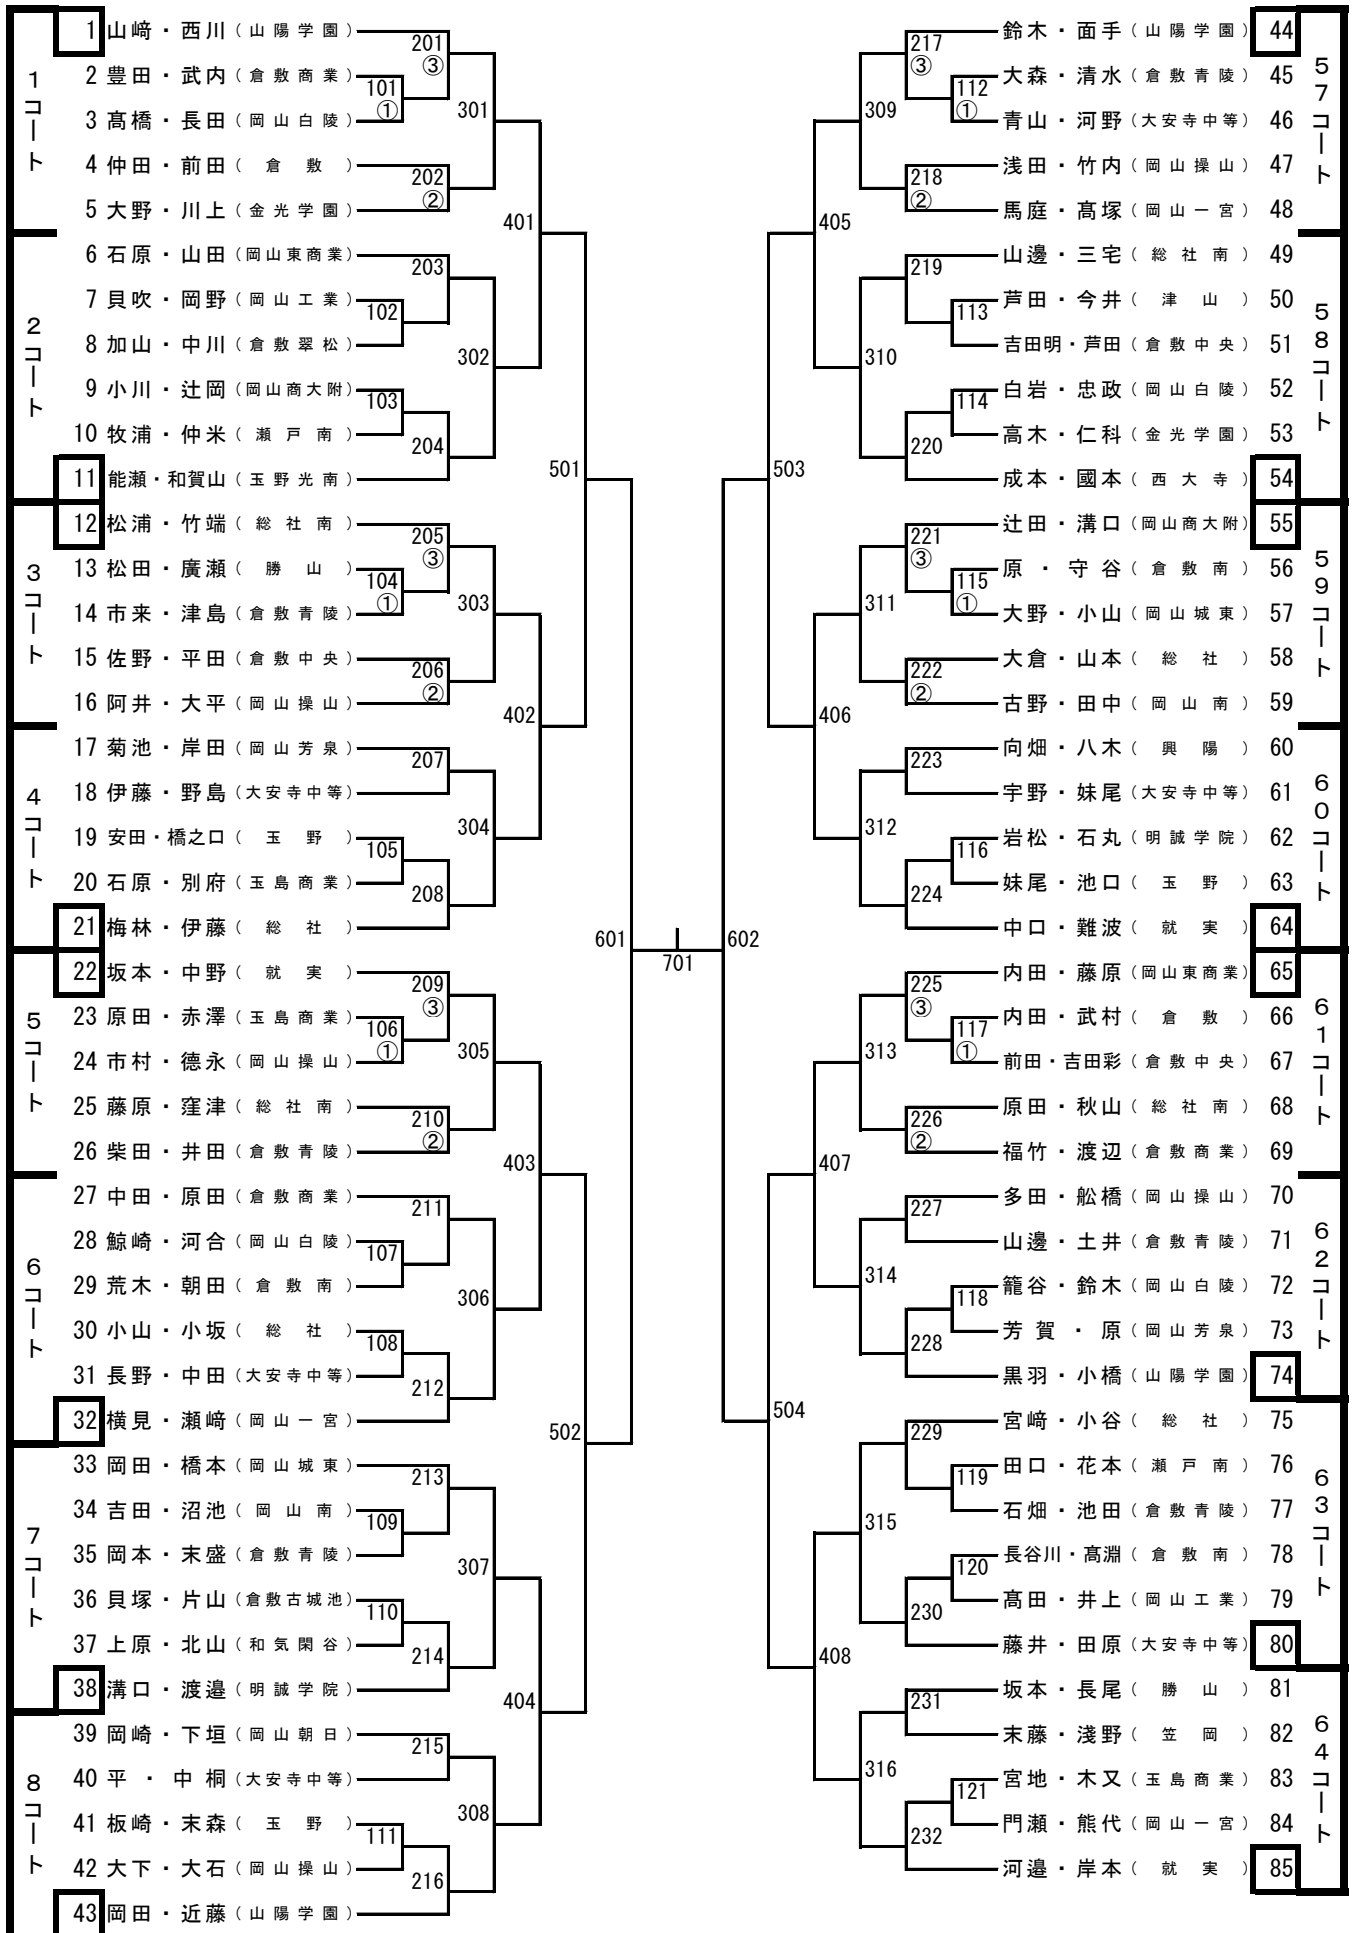 1コート
1 山﨑・西川（山陽学園）
2 豊田・武内（倉敷商業）
3 髙橋・長田（岡山白陵）
4 仲田・前田（倉敷）
5 大野・川上（金光学園）
2コート
6 石原・山田（岡山東商業）
7 貝吹・岡野（岡山工業）
8 加山・中川（倉敷翠松）
9 小川・辻岡（岡山商大附）
10 牧浦・仲米（瀬戸南）
11 能瀬・和賀山（玉野光南）
3コート
12 松浦・竹端（総社南）
13 松田・廣瀬（勝山）
14 市来・津島（倉敷青陵）
15 佐野・平田（倉敷中央）
16 阿井・大平（岡山操山）
4コート
17 菊池・岸田（岡山芳泉）
18 伊藤・野島（大安寺中等）
19 安田・橋之口（玉野）
20 石原・別府（玉島商業）
21 梅林・伊藤（総社）
5コート
22 坂本・中野（就実）
23 原田・赤澤（玉島商業）
24 市村・德永（岡山操山）
25 藤原・窪津（総社南）
26 柴田・井田（倉敷青陵）
6コート
27 中田・原田（倉敷商業）
28 鯨崎・河合（岡山白陵）
29 荒木・朝田（倉敷南）
30 小山・小坂（総社）
31 長野・中田（大安寺中等）
32 横見・瀬﨑（岡山一宮）
7コート
33 岡田・橋本（岡山城東）
34 吉田・沼池（岡山南）
35 岡本・末盛（倉敷青陵）
36 貝塚・片山（倉敷古城池）
37 上原・北山（和気閑谷）
38 溝口・渡邉（明誠学院）
8コート
39 岡崎・下垣（岡山朝日）
40 平・中桐（大安寺中等）
41 板崎・末森（玉野）
42 大下・大石（岡山操山）
43 岡田・近藤（山陽学園）
101 ①
102
103
104 ①
105
106 ①
107
108
109
110
111
201 ③
202 ②
203
204
205 ③
206 ②
207
208
209 ③
210 ②
211
212
213
214
215
216
301
302
303
304
305
306
307
308
401
402
403
404
501
502
601
701
602
503
504
405
406
407
408
309
310
311
312
313
314
315
316
217 ③
218 ②
219
220
221 ③
222 ②
223
224
225 ③
226 ②
227
228
229
230
231
232
112 ①
113
114
115 ①
116
117 ①
118
119
120
121
57コート
鈴木・面手（山陽学園） 44
大森・清水（倉敷青陵） 45
青山・河野（大安寺中等） 46
浅田・竹内（岡山操山） 47
馬庭・髙塚（岡山一宮） 48
58コート
山邊・三宅（総社南） 49
芦田・今井（津山） 50
吉田明・芦田（倉敷中央） 51
白岩・忠政（岡山白陵） 52
高木・仁科（金光学園） 53
成本・國本（西大寺） 54
59コート
辻田・溝口（岡山商大附） 55
原・守谷（倉敷南） 56
大野・小山（岡山城東） 57
大倉・山本（総社） 58
古野・田中（岡山南） 59
60コート
向畑・八木（興陽） 60
宇野・妹尾（大安寺中等） 61
岩松・石丸（明誠学院） 62
妹尾・池口（玉野） 63
中口・難波（就実） 64
61コート
内田・藤原（岡山東商業） 65
内田・武村（倉敷） 66
前田・吉田彩（倉敷中央） 67
原田・秋山（総社南） 68
福竹・渡辺（倉敷商業） 69
62コート
多田・舩橋（岡山操山） 70
山邊・土井（倉敷青陵） 71
籠谷・鈴木（岡山白陵） 72
芳賀・原（岡山芳泉） 73
黒羽・小橋（山陽学園） 74
63コート
宮﨑・小谷（総社） 75
田口・花本（瀬戸南） 76
石畑・池田（倉敷青陵） 77
長谷川・髙淵（倉敷南） 78
髙田・井上（岡山工業） 79
藤井・田原（大安寺中等） 80
64コート
坂本・長尾（勝山） 81
末藤・淺野（笠岡） 82
宮地・木又（玉島商業） 83
門瀬・熊代（岡山一宮） 84
河邉・岸本（就実） 85